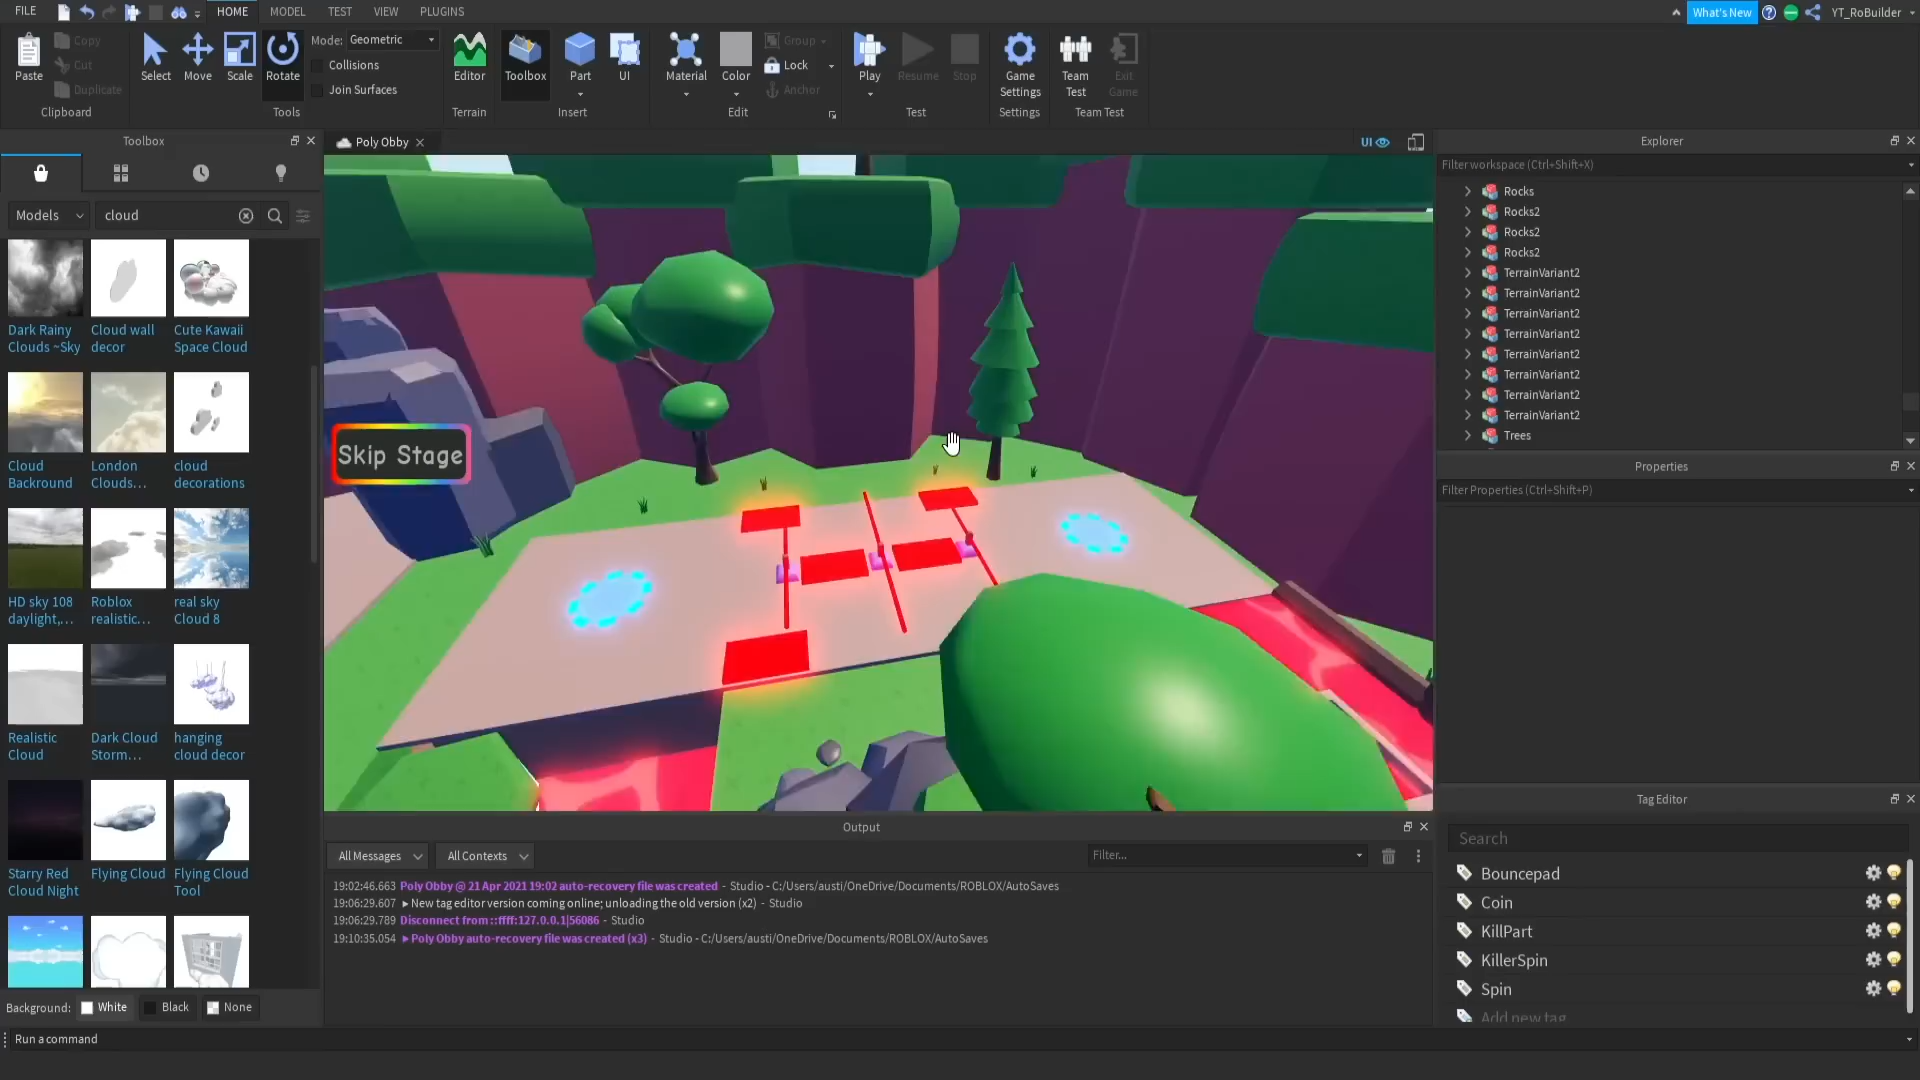 FILE
HOME
MODEL
TEST
VIEW
PLUGINS
What's New
YT_RoBuilder
Paste
Copy
Cut
Duplicate
Clipboard
Select
Move
Scale
Rotate
Mode: Geometric
Collisions
Join Surfaces
Tools
Editor
Terrain
Toolbox
Part
UI
Insert
Material
Color
Group
Lock
Anchor
Edit
Play
Resume
Stop
Test
Game
Settings
Settings
Team
Test
Exit
Game
Team Test
Toolbox
Models
cloud
Dark Rainy
Clouds ~Sky
Cloud wall
decor
Cute Kawaii
Space Cloud
Cloud
Backround
London
Clouds...
cloud
decorations
HD sky 108
daylight,...
Roblox
realistic...
real sky
Cloud 8
Realistic
Cloud
Dark Cloud
Storm...
hanging
cloud decor
Starry Red
Cloud Night
Flying Cloud
Flying Cloud
Tool
Background:
White
Black
None
Poly Obby
UI
Skip Stage
Output
All Messages
All Contexts
Filter...
19:02:46.663 Poly Obby @ 21 Apr 2021 19:02 auto-recovery file was created - Studio - C:/Users/austi/OneDrive/Documents/ROBLOX/AutoSaves
19:06:29.607 New tag editor version coming online; unloading the old version (x2) - Studio
19:06:29.789 Disconnect from ::ffff:127.0.0.1|56086 - Studio
19:10:35.054 Poly Obby auto-recovery file was created (x3) - Studio - C:/Users/austi/OneDrive/Documents/ROBLOX/AutoSaves
Explorer
Filter workspace (Ctrl+Shift+X)
Rocks
Rocks2
Rocks2
Rocks2
TerrainVariant2
TerrainVariant2
TerrainVariant2
TerrainVariant2
TerrainVariant2
TerrainVariant2
TerrainVariant2
TerrainVariant2
Trees
Properties
Filter Properties (Ctrl+Shift+P)
Tag Editor
Search
Bouncepad
Coin
KillPart
KillerSpin
Spin
Add new tag
Run a command